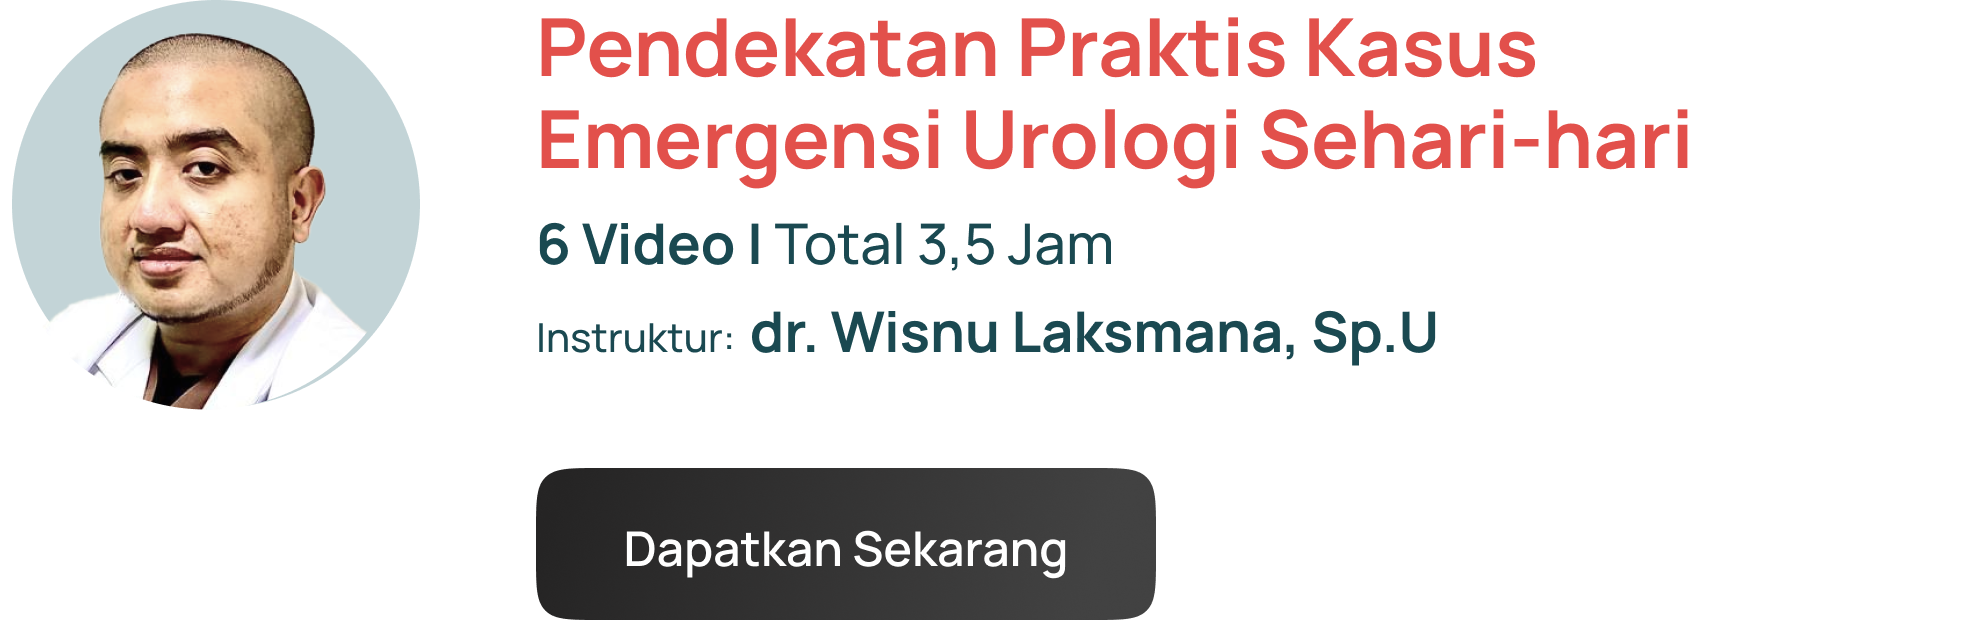 Pendekatan Praktis Kasus
Emergensi Urologi Sehari-hari
6 Video | Total 3,5 Jam
Instruktur: dr. Wisnu Laksmana, Sp.U
Dapatkan Sekarang